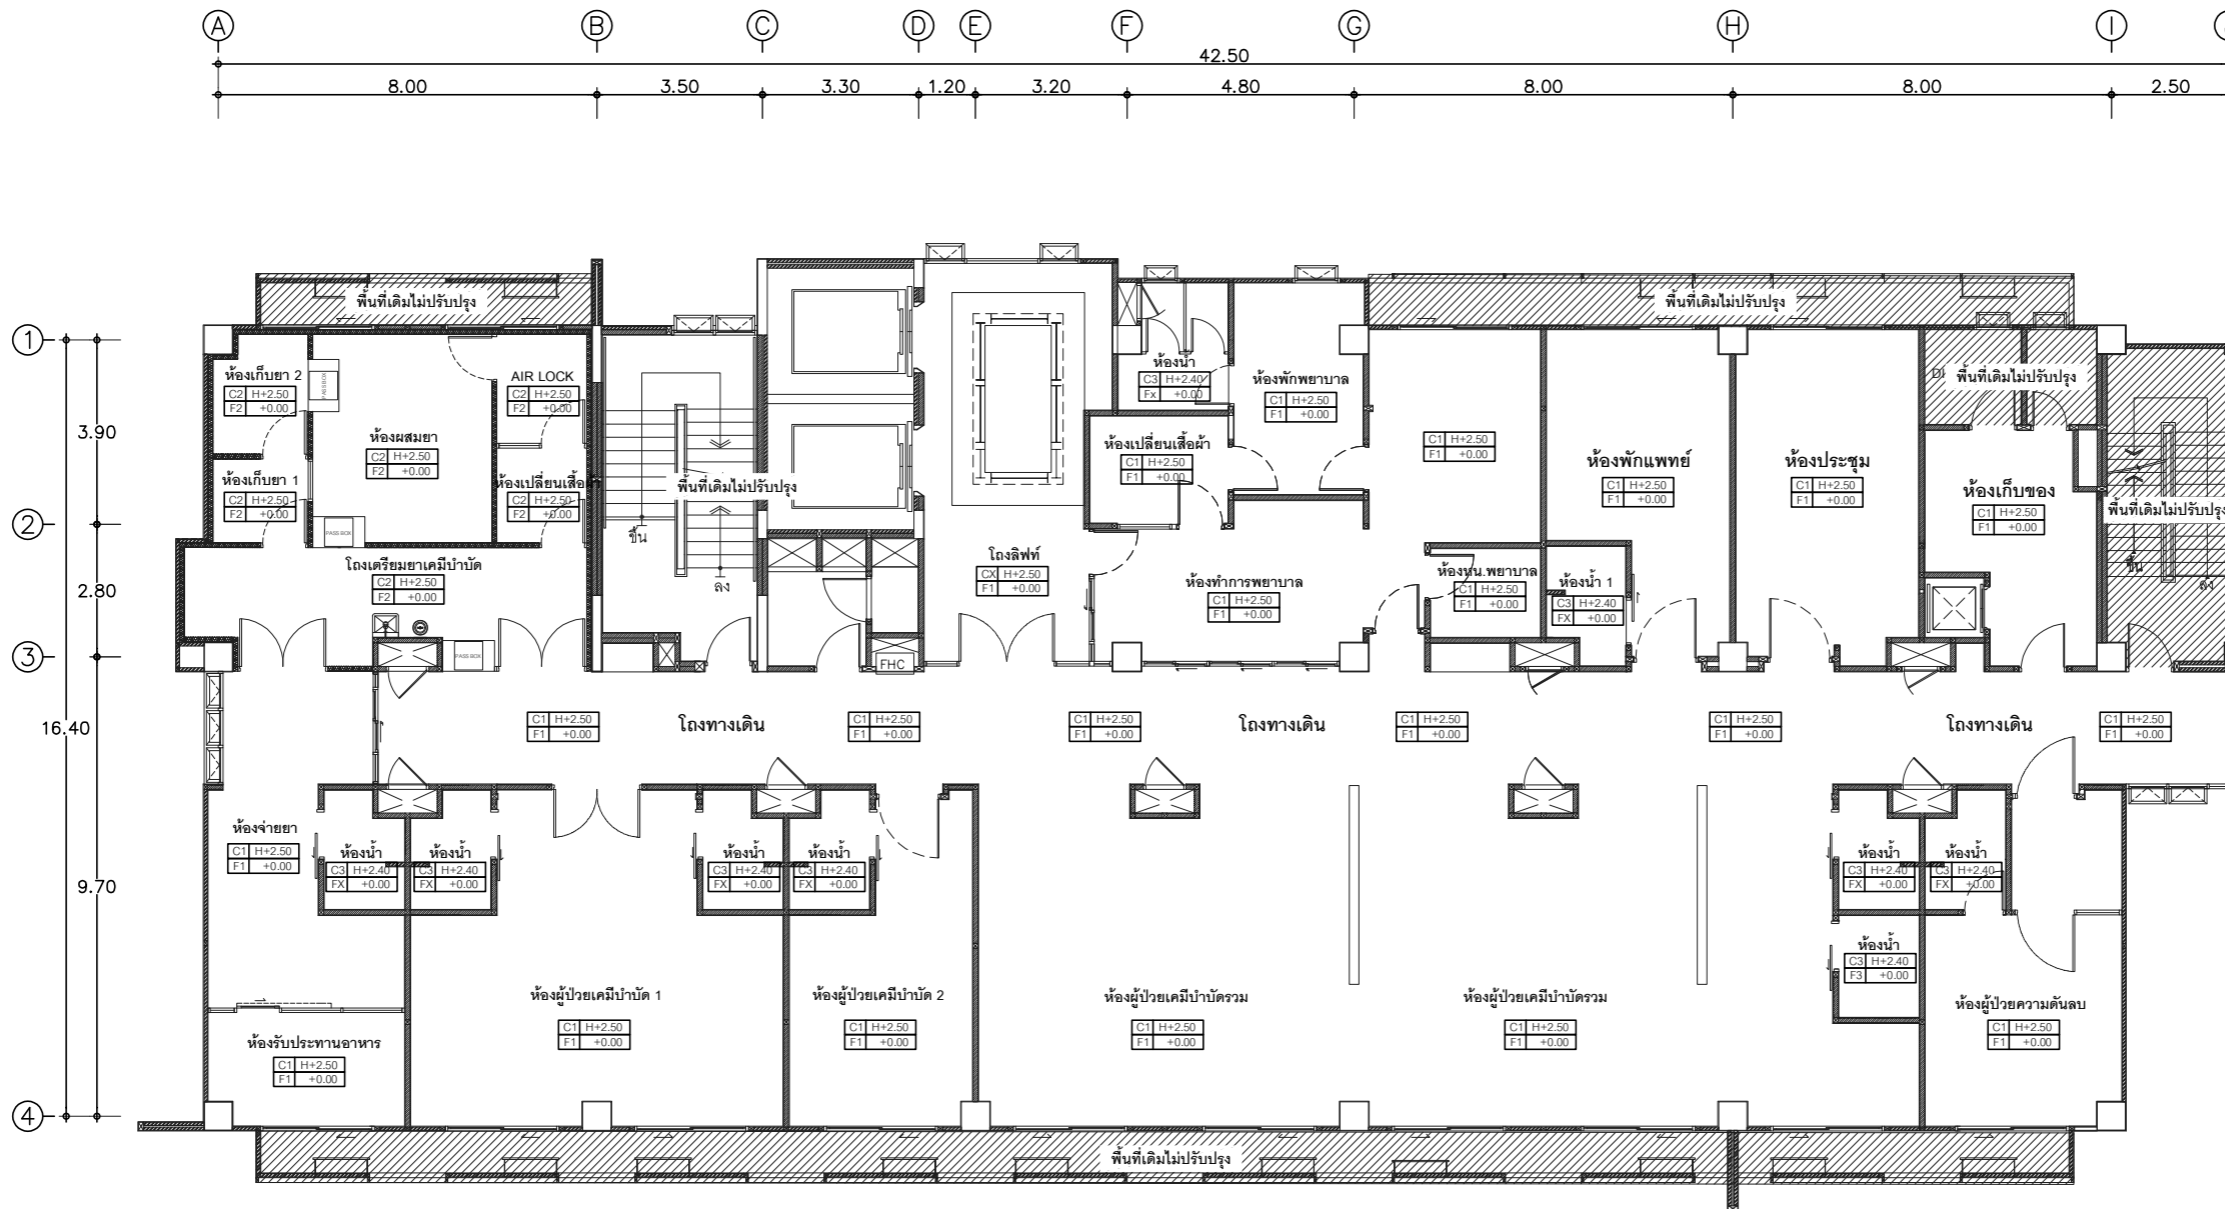 A B C D E F G H I
42.50
8.00 3.50 3.30 1.20 3.20 4.80 8.00 8.00 2.50
พื้นที่เดิมไม่ปรับปรุง
พื้นที่เดิมไม่ปรับปรุง
1
3.90
2
2.80
3
16.40
9.70
4
ห้องเก็บยา 2
C2 H+2.50
F2 +0.00
PASS BOX
AIR LOCK
C2 H+2.50
F2 +0.00
ห้องผสมยา
C2 H+2.50
F2 +0.00
ห้องเก็บยา 1
C2 H+2.50
F2 +0.00
PASS BOX
ห้องเปลี่ยนเสื้อผ้า
C2 H+2.50
F2 +0.00
พื้นที่เดิมไม่ปรับปรุง
ขึ้น
ลง
โถงเตรียมยาเคมีบำบัด
C2 H+2.50
F2 +0.00
PASS BOX
FHC
โถงลิฟท์
CX H+2.50
F1 +0.00
ห้องน้ำ
C3 H+2.40
Fx +0.00
ห้องพักพยาบาล
C1 H+2.50
F1 +0.00
ห้องเปลี่ยนเสื้อผ้า
C1 H+2.50
F1 +0.00
ห้องทำการพยาบาล
C1 H+2.50
F1 +0.00
C1 H+2.50
F1 +0.00
ห้องหน.พยาบาล
C1 H+2.50
F1 +0.00
ห้องพักแพทย์
C1 H+2.50
F1 +0.00
ห้องน้ำ 1
C3 H+2.40
FX +0.00
ห้องประชุม
C1 H+2.50
F1 +0.00
พื้นที่เดิมไม่ปรับปรุง
ห้องเก็บของ
C1 H+2.50
F1 +0.00
พื้นที่เดิมไม่ปรับปรุง
ขึ้น
ลง
C1 H+2.50
F1 +0.00
โถงทางเดิน
C1 H+2.50
F1 +0.00
C1 H+2.50
F1 +0.00
โถงทางเดิน
C1 H+2.50
F1 +0.00
C1 H+2.50
F1 +0.00
โถงทางเดิน
C1 H+2.50
F1 +0.00
ห้องจ่ายยา
C1 H+2.50
F1 +0.00
ห้องน้ำ
C3 H+2.40
FX +0.00
ห้องน้ำ
C3 H+2.40
FX +0.00
ห้องน้ำ
C3 H+2.40
FX +0.00
ห้องน้ำ
C3 H+2.40
FX +0.00
ห้องน้ำ
C3 H+2.40
FX +0.00
ห้องน้ำ
C3 H+2.40
FX +0.00
ห้องน้ำ
C3 H+2.40
F3 +0.00
ห้องผู้ป่วยเคมีบำบัด 1
C1 H+2.50
F1 +0.00
ห้องผู้ป่วยเคมีบำบัด 2
C1 H+2.50
F1 +0.00
ห้องผู้ป่วยเคมีบำบัดรวม
C1 H+2.50
F1 +0.00
ห้องผู้ป่วยเคมีบำบัดรวม
C1 H+2.50
F1 +0.00
ห้องผู้ป่วยความดันลบ
C1 H+2.50
F1 +0.00
ห้องรับประทานอาหาร
C1 H+2.50
F1 +0.00
พื้นที่เดิมไม่ปรับปรุง